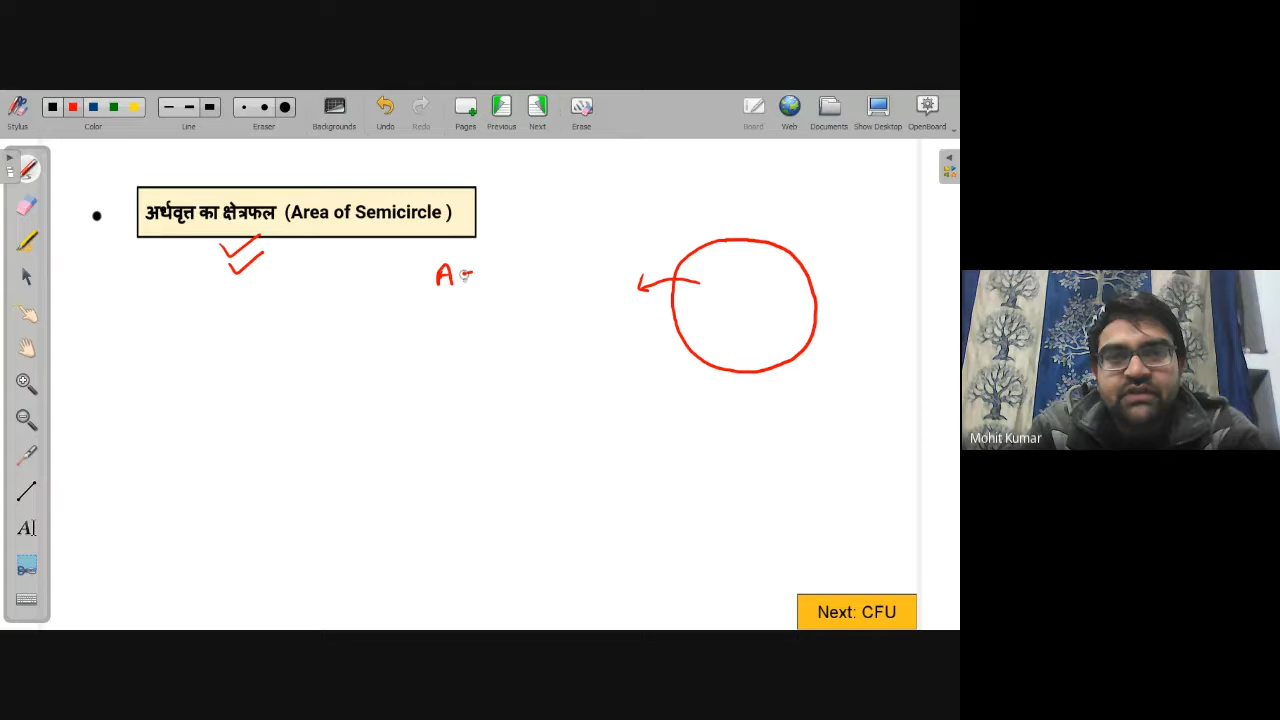 Stylus
Color
Line
Eraser
Backgrounds
Undo
Redo
Pages
Previous
Next
Erase
Board
Web
Documents
Show Desktop
OpenBoard
अर्थवृत्त का क्षेत्रफल (Area of Semicircle )
A =
Mohit Kumar
Next: CFU